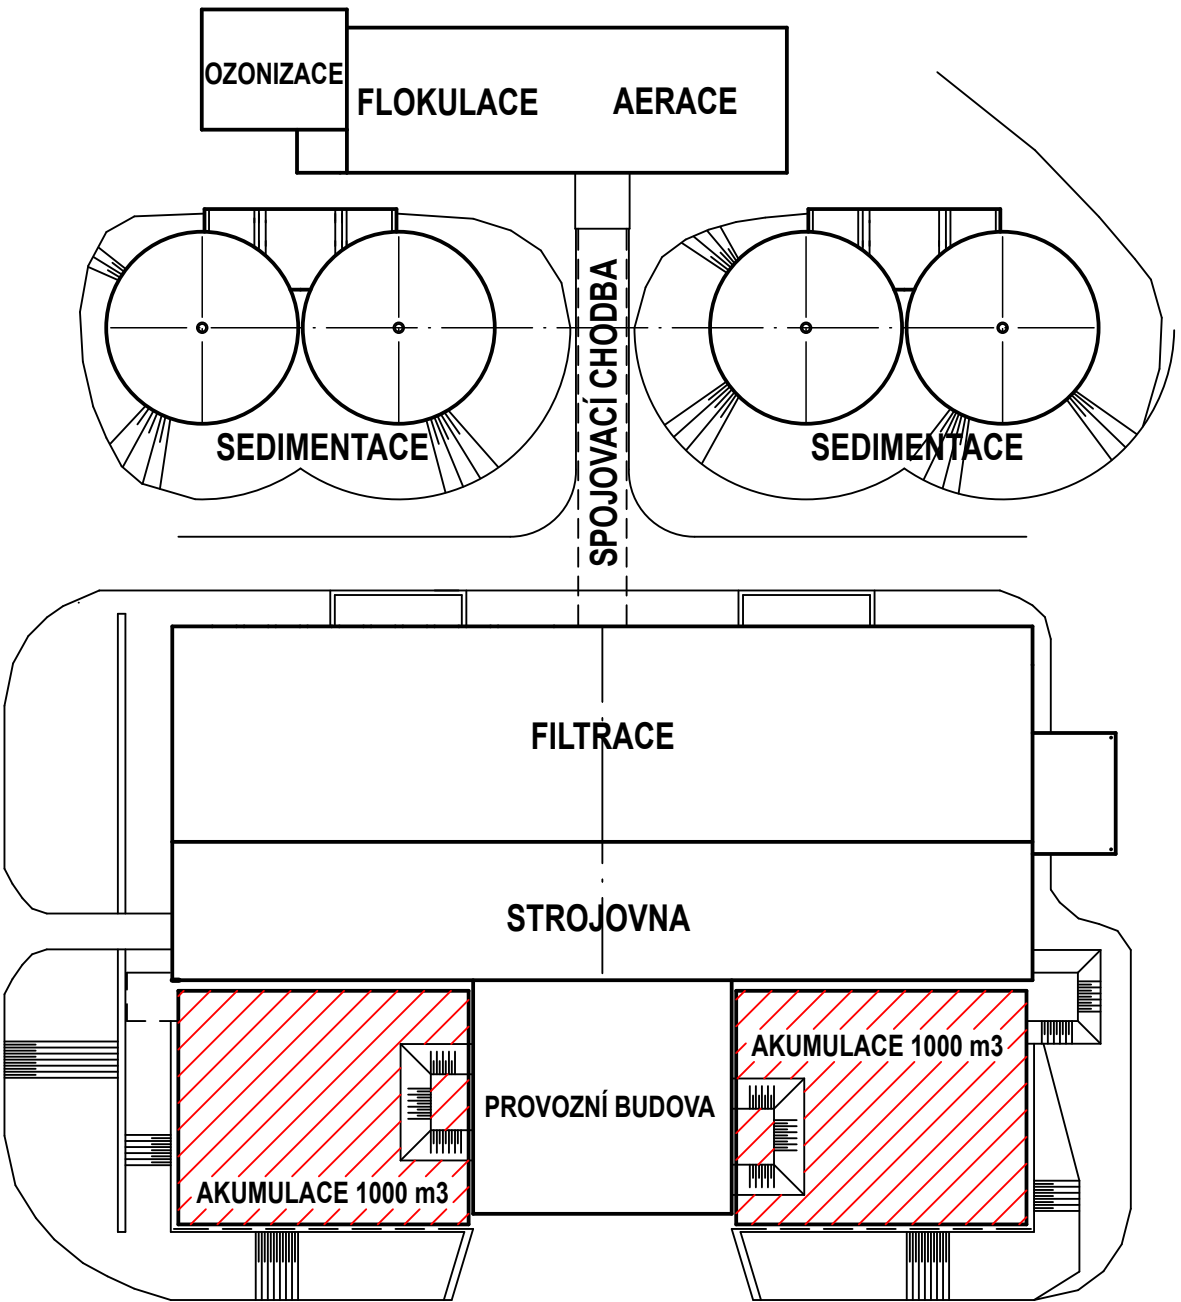 OZONIZACE
FLOKULACE
AERACE
SPOJOVACÍ CHODBA
SEDIMENTACE
SEDIMENTACE
FILTRACE
STROJOVNA
AKUMULACE 1000 m3
PROVOZNÍ BUDOVA
AKUMULACE 1000 m3